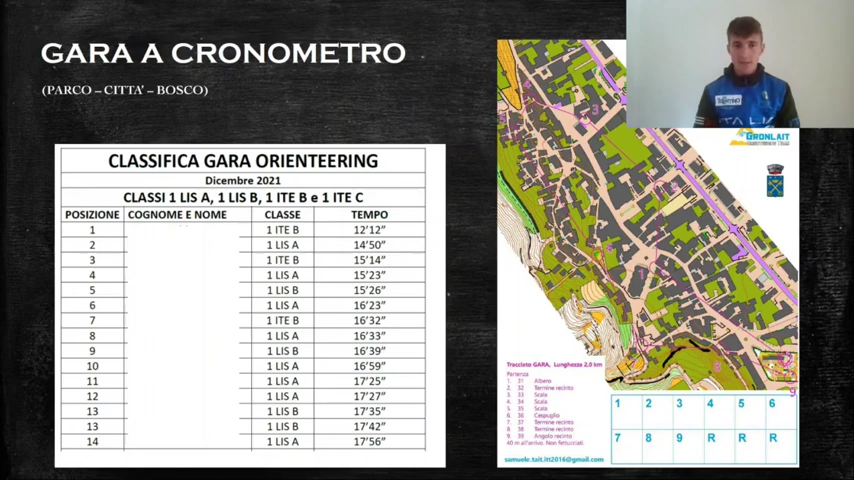 GARA A CRONOMETRO
(PARCO – CITTA' – BOSCO)
CLASSIFICA GARA ORIENTEERING
Dicembre 2021
CLASSI 1 LIS A, 1 LIS B, 1 ITE B e 1 ITE C
POSIZIONE COGNOME E NOME CLASSE TEMPO
1 1 ITE B 12'12"
2 1 LIS A 14'50"
3 1 ITE B 15'14"
4 1 LIS A 15'23"
5 1 LIS B 15'26"
6 1 LIS A 16'23"
7 1 ITE B 16'32"
8 1 LIS A 16'33"
9 1 LIS B 16'39"
10 1 LIS A 16'59"
11 1 LIS A 17'25"
12 1 LIS A 17'27"
13 1 LIS B 17'35"
13 1 LIS B 17'42"
14 1 LIS A 17'56"
ITALIA
GRONLAIT
ORIENTEERING TEAM
Tracciato GARA, Lunghezza 2,0 km
Partenza
1. 31 Albero
2. 32 Termine recinto
3. 33 Scala
4. 34 Scala
5. 35 Scala
6. 36 Cespuglio
7. 37 Termine recinto
8. 38 Termine recinto
9. 39 Angolo recinto
40 m all'arrivo. Non fettucciati.
samuele.tait.itt2016@gmail.com
1 2 3 4 5 6
7 8 9 R R R